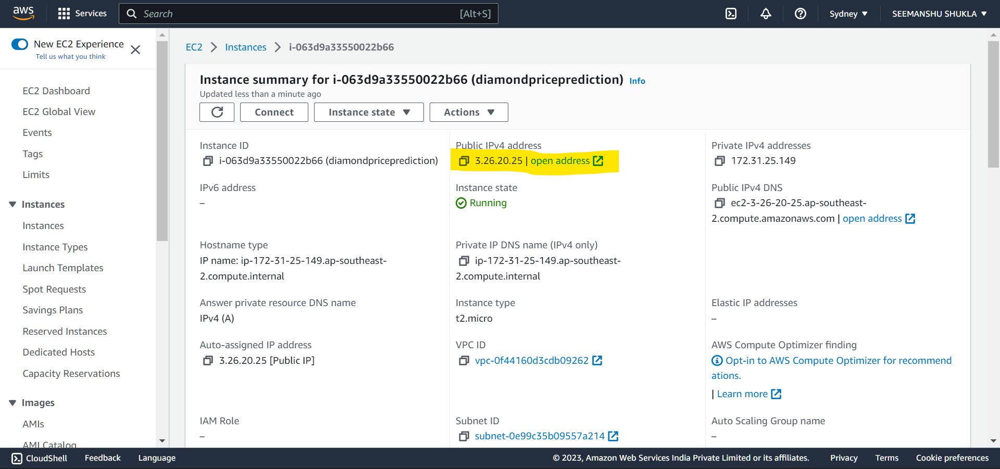 aws
Services
Search
[Alt+S]
Sydney
SEEMANSHU SHUKLA
New EC2 Experience
Tell us what you think
EC2 Dashboard
EC2 Global View
Events
Tags
Limits
Instances
Instances
Instance Types
Launch Templates
Spot Requests
Savings Plans
Reserved Instances
Dedicated Hosts
Capacity Reservations
Images
AMIs
AMI Catalog
EC2 > Instances > i-063d9a33550022b66
Instance summary for i-063d9a33550022b66 (diamondpriceprediction) Info
Updated less than a minute ago
Connect
Instance state
Actions
Instance ID
i-063d9a33550022b66 (diamondpriceprediction)
Public IPv4 address
3.26.20.25 | open address
Private IPv4 addresses
172.31.25.149
IPv6 address
–
Instance state
Running
Public IPv4 DNS
ec2-3-26-20-25.ap-southeast-
2.compute.amazonaws.com | open address
Hostname type
IP name: ip-172-31-25-149.ap-southeast-
2.compute.internal
Private IP DNS name (IPv4 only)
ip-172-31-25-149.ap-southeast-
2.compute.internal
Answer private resource DNS name
IPv4 (A)
Instance type
t2.micro
Elastic IP addresses
–
Auto-assigned IP address
3.26.20.25 [Public IP]
VPC ID
vpc-0f44160d3cdb09262
AWS Compute Optimizer finding
Opt-in to AWS Compute Optimizer for recommend
ations.
| Learn more
IAM Role
–
Subnet ID
subnet-0e99c35b09557a214
Auto Scaling Group name
–
CloudShell
Feedback
Language
© 2023, Amazon Web Services India Private Limited or its affiliates.
Privacy
Terms
Cookie preferences